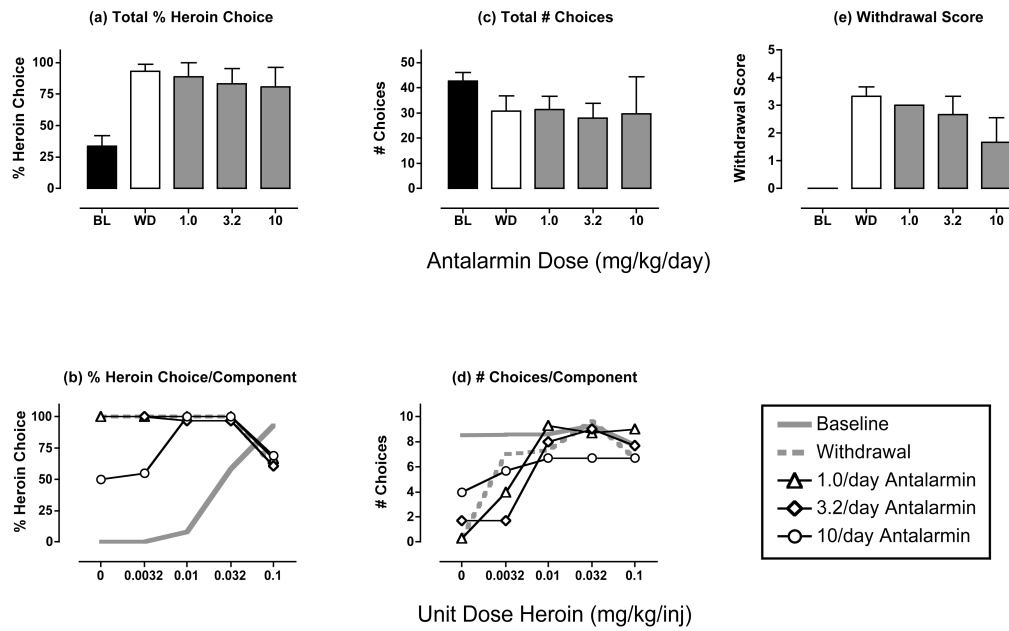 (a) Total % Heroin Choice
% Heroin Choice
100
75
50
25
0
BL WD 1.0 3.2 10
(c) Total # Choices
# Choices
50
40
30
20
10
0
BL WD 1.0 3.2 10
(e) Withdrawal Score
Withdrawal Score
5
4
3
2
1
0
BL WD 1.0 3.2 10
Antalarmin Dose (mg/kg/day)
(b) % Heroin Choice/Component
% Heroin Choice
100
75
50
25
0
0 0.0032 0.01 0.032 0.1
(d) # Choices/Component
# Choices
10
8
6
4
2
0
0 0.0032 0.01 0.032 0.1
Unit Dose Heroin (mg/kg/inj)
Baseline
Withdrawal
1.0/day Antalarmin
3.2/day Antalarmin
10/day Antalarmin